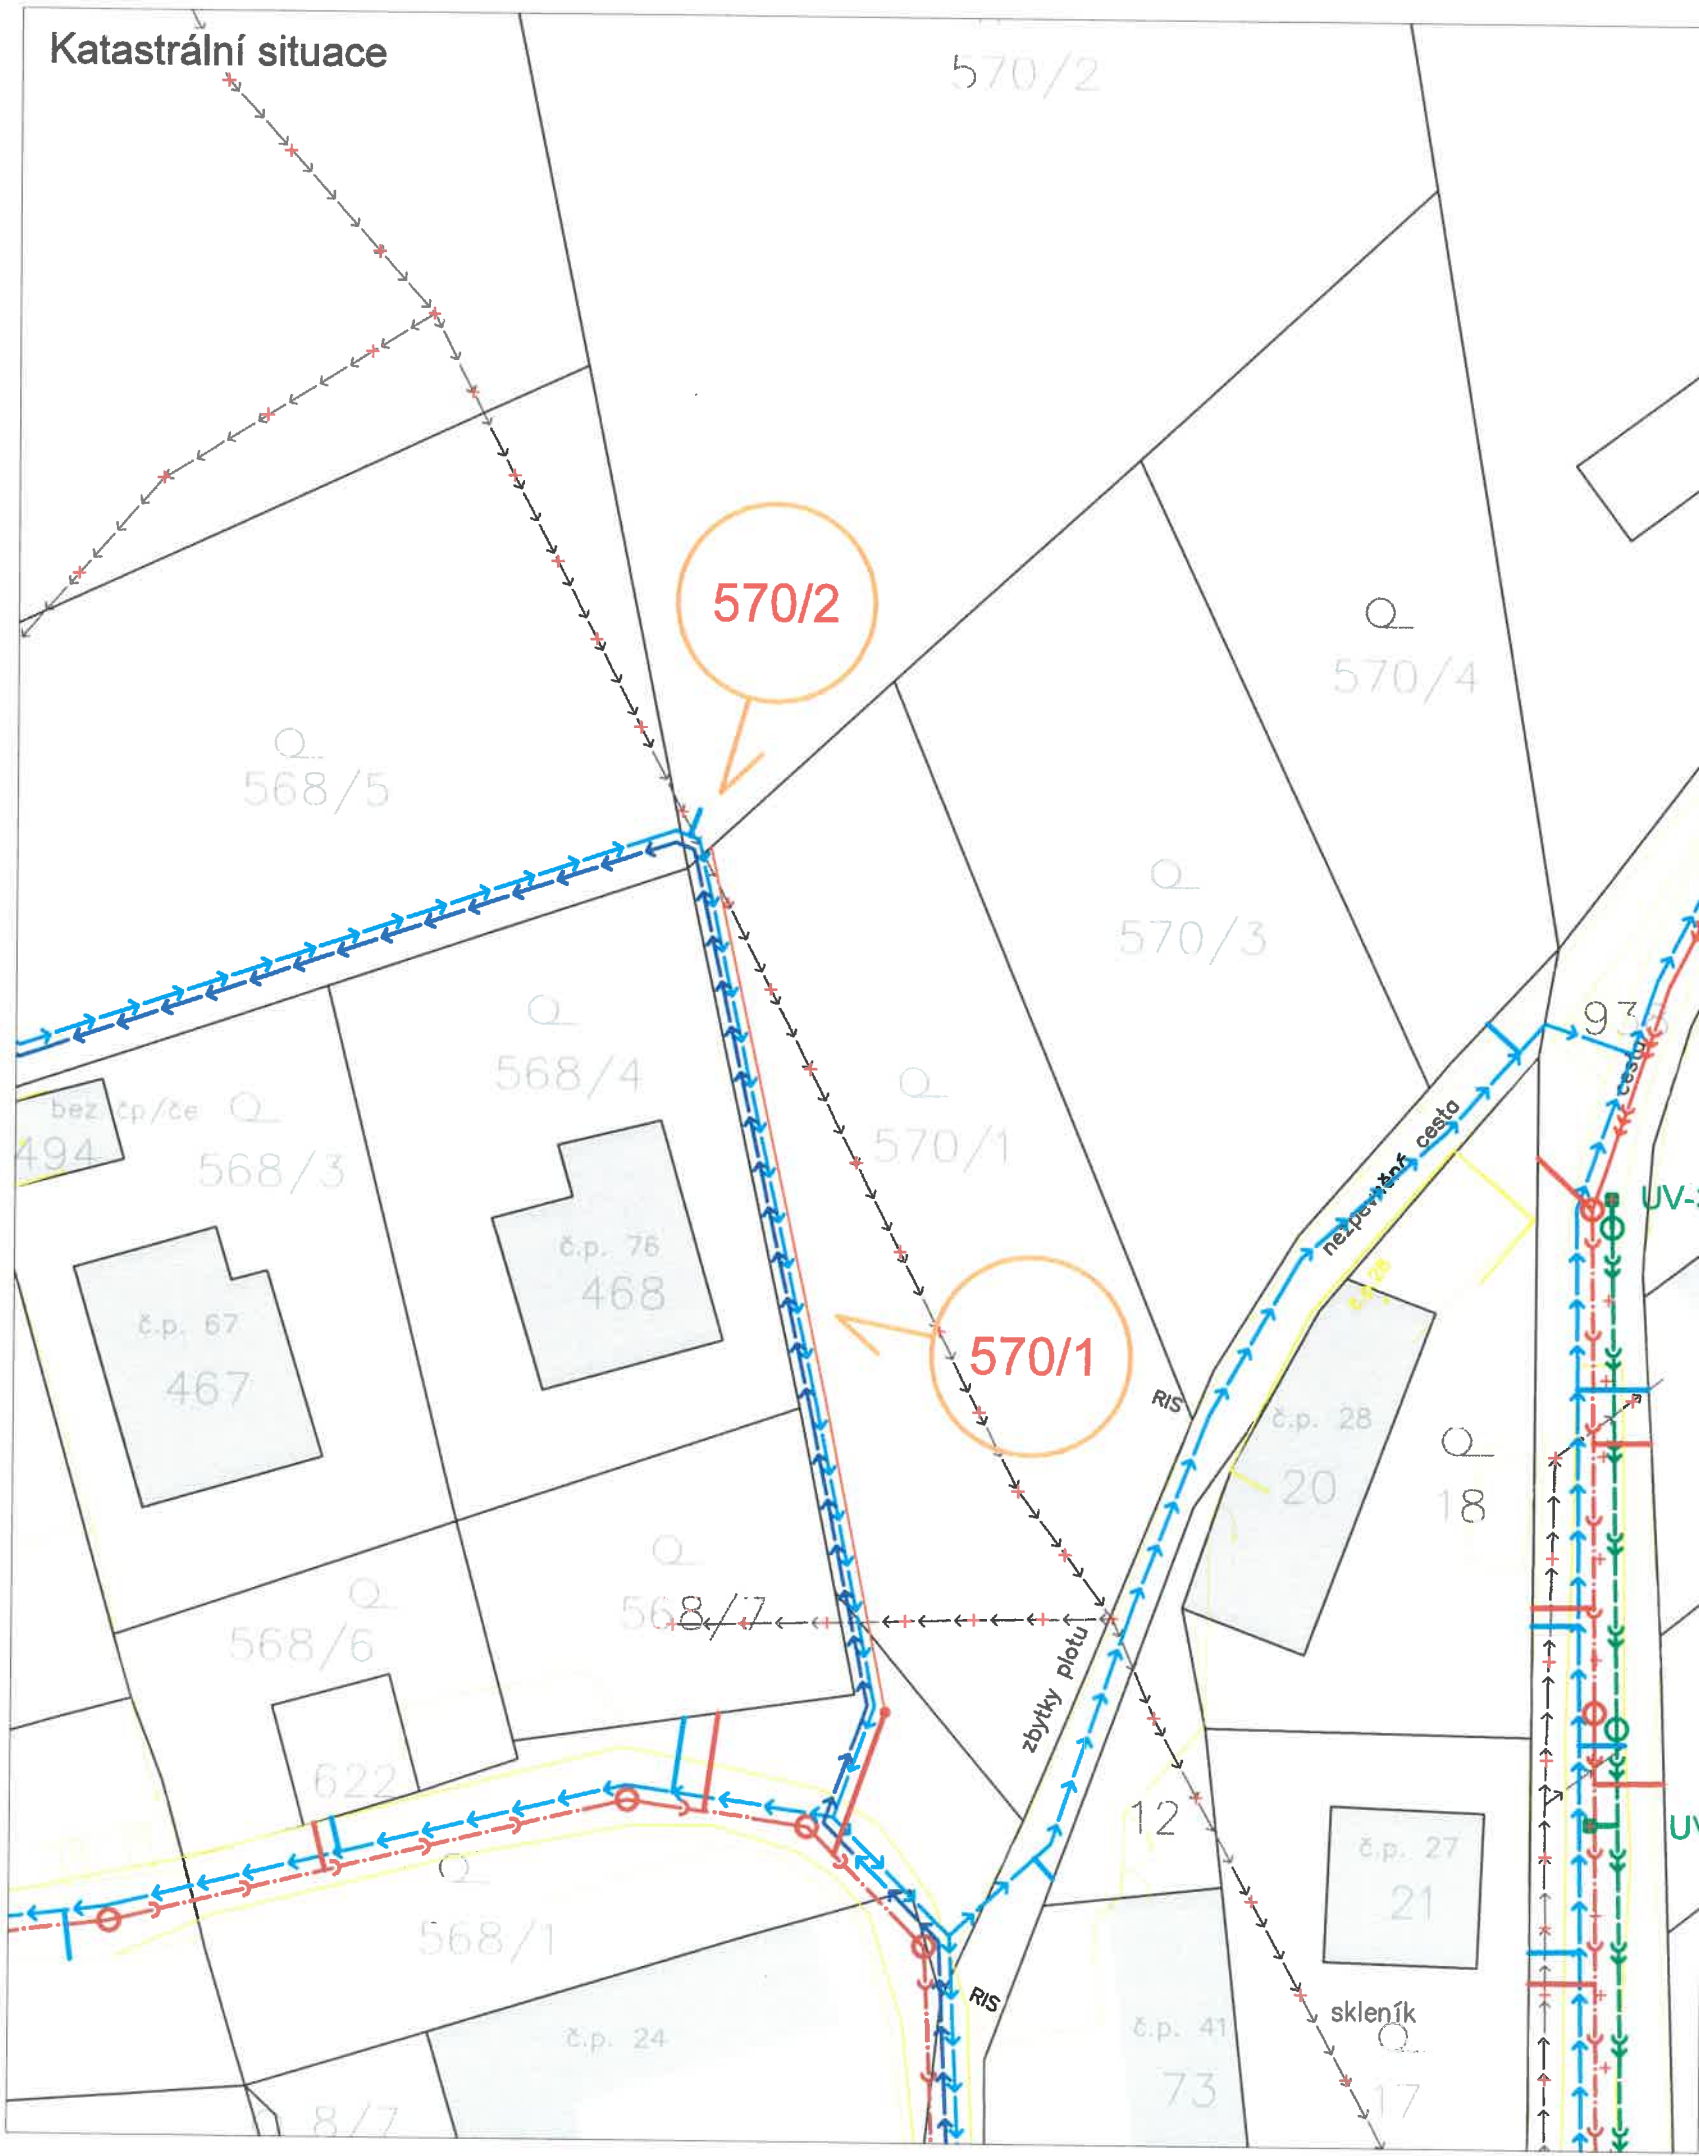 Katastrální situace
570/2
570/2
570/4
568/5
570/3
93
cesta
568/4
bez čp/če
494
568/3
570/1
nezpevněná cesta
UV-
č.p. 76
468
č.p. 28
č.p. 67
467
570/1
RIS
č.p. 28
20
18
568/7
568/6
zbytky plotu
622
12
UV
č.p. 27
21
568/1
RIS
skleník
č.p. 24
č.p. 41
73
17
8/7